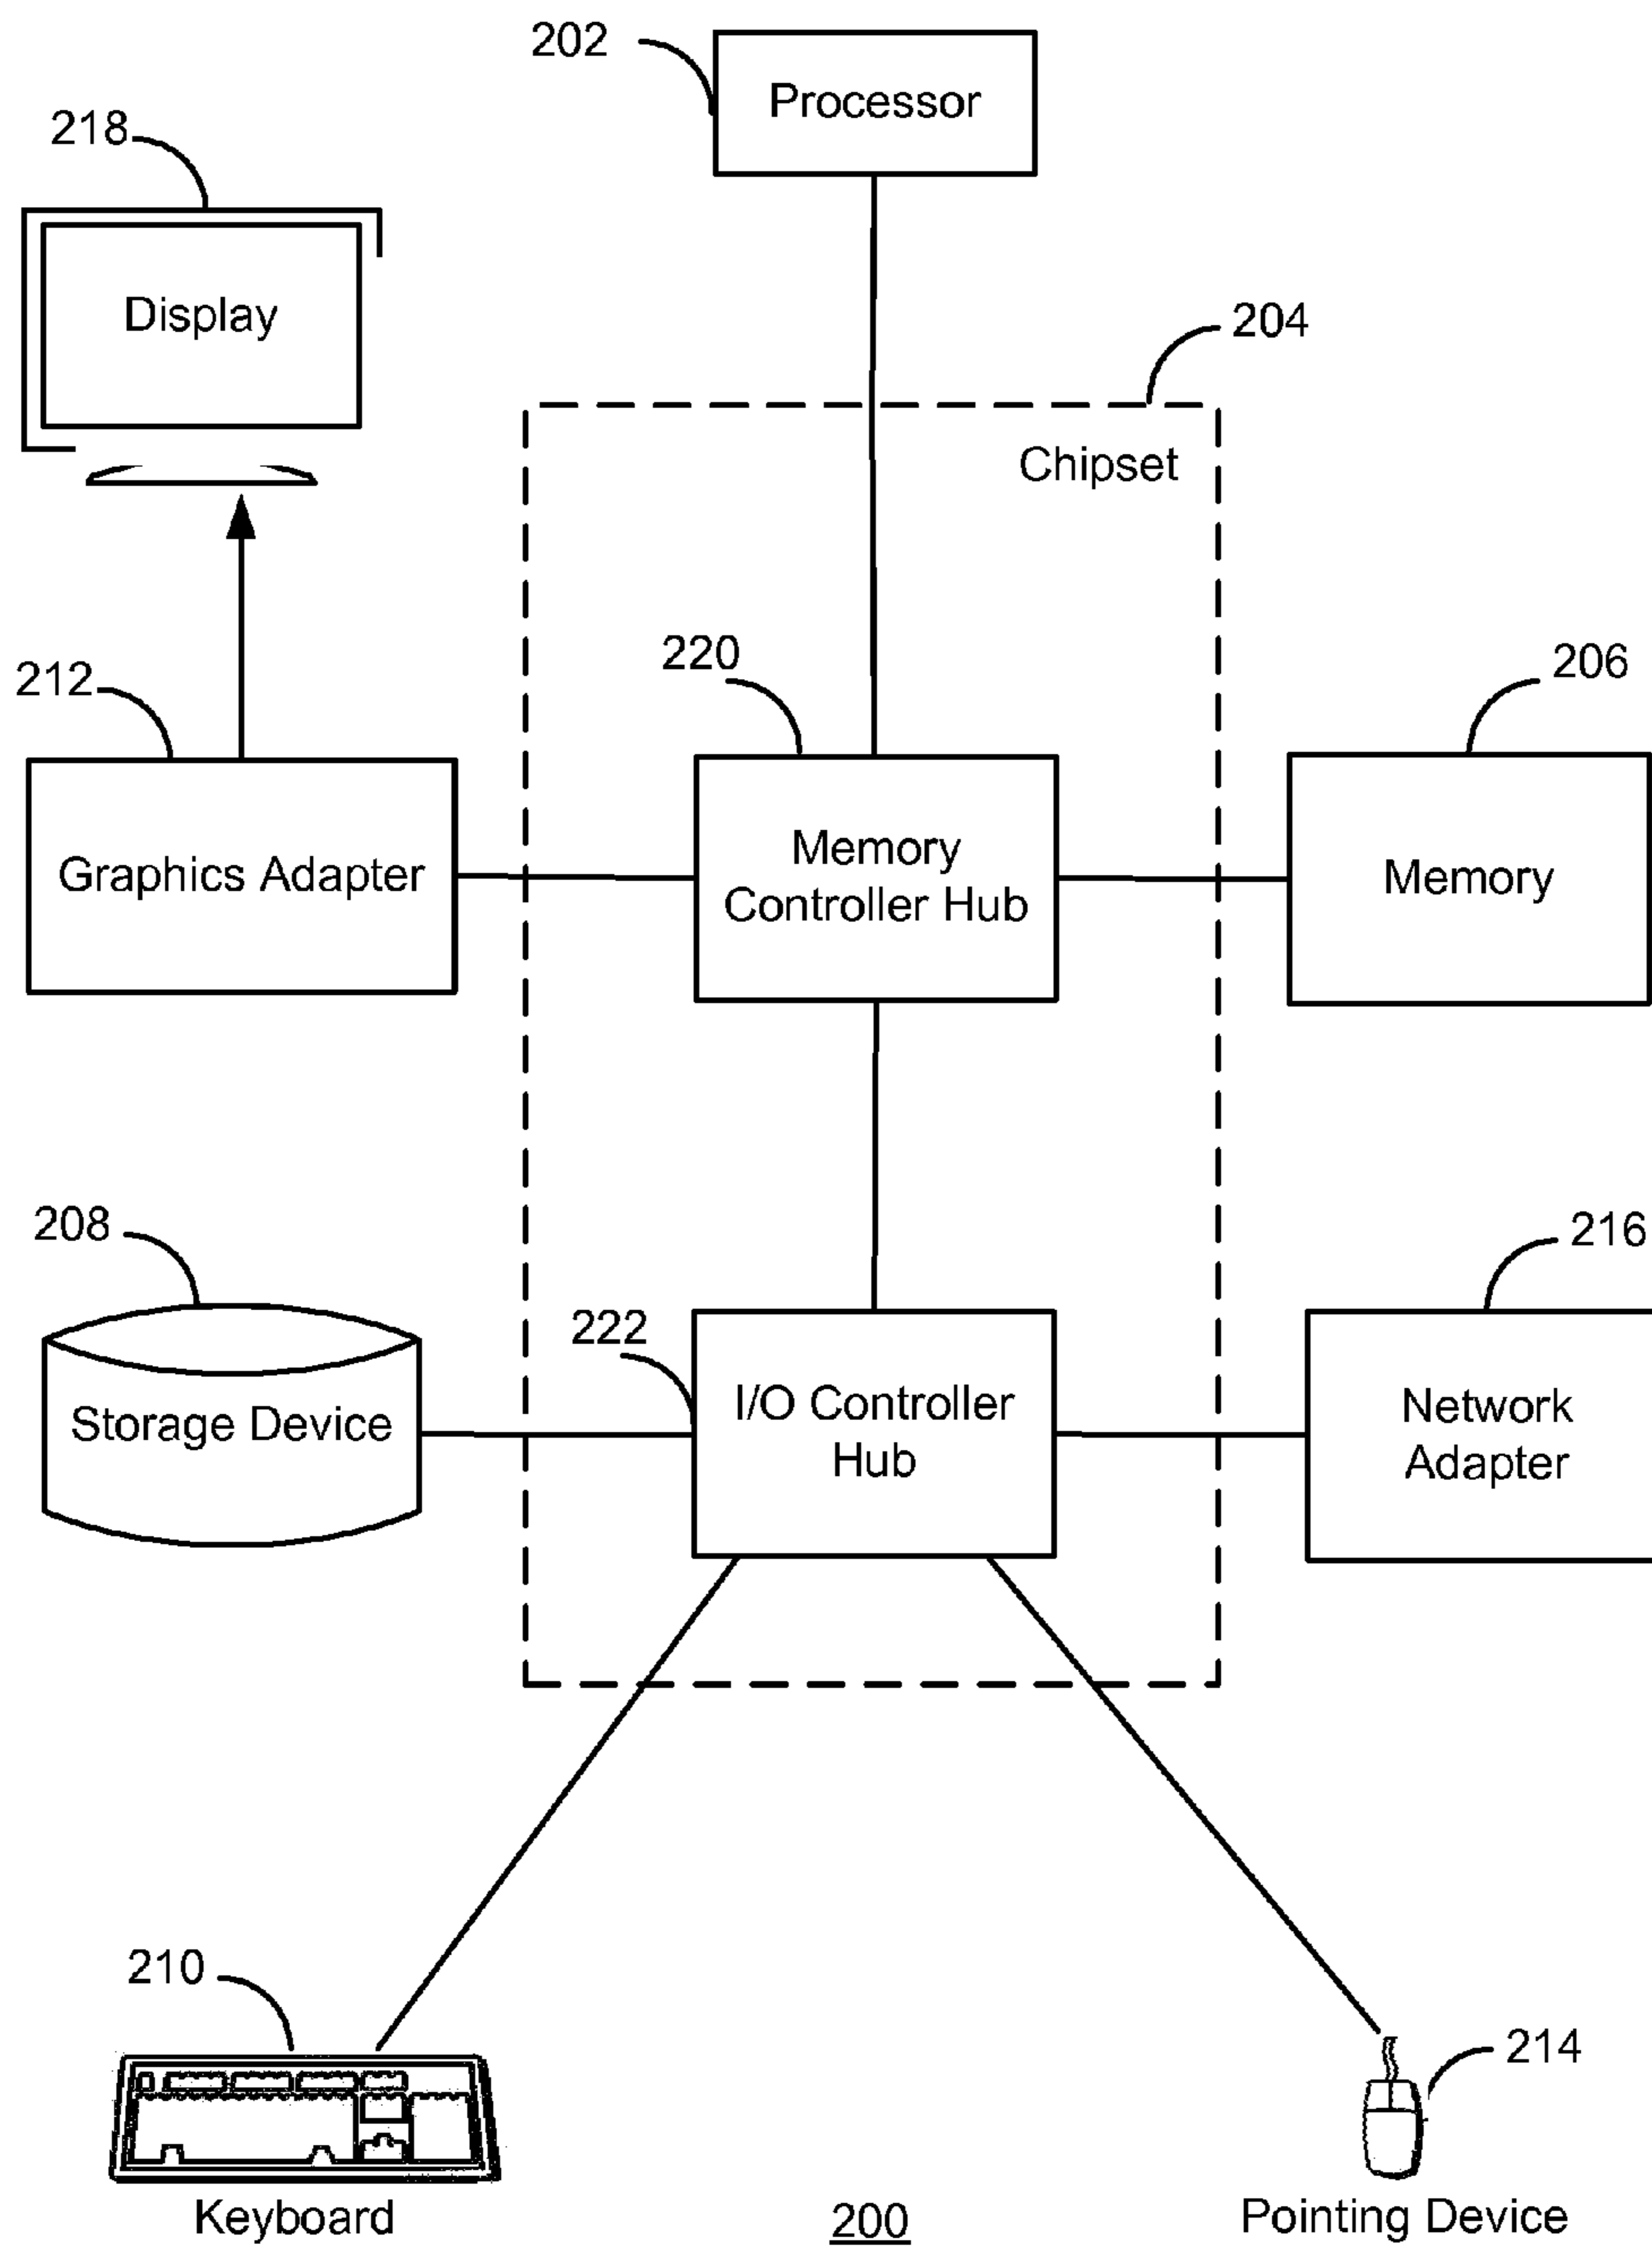 202
Processor
218
Display
204
Chipset
220
206
212
Memory
Controller Hub
Graphics Adapter
Memory
208
216
222
I/O Controller
Hub
Storage Device
Network
Adapter
210
214
Keyboard
200
Pointing Device